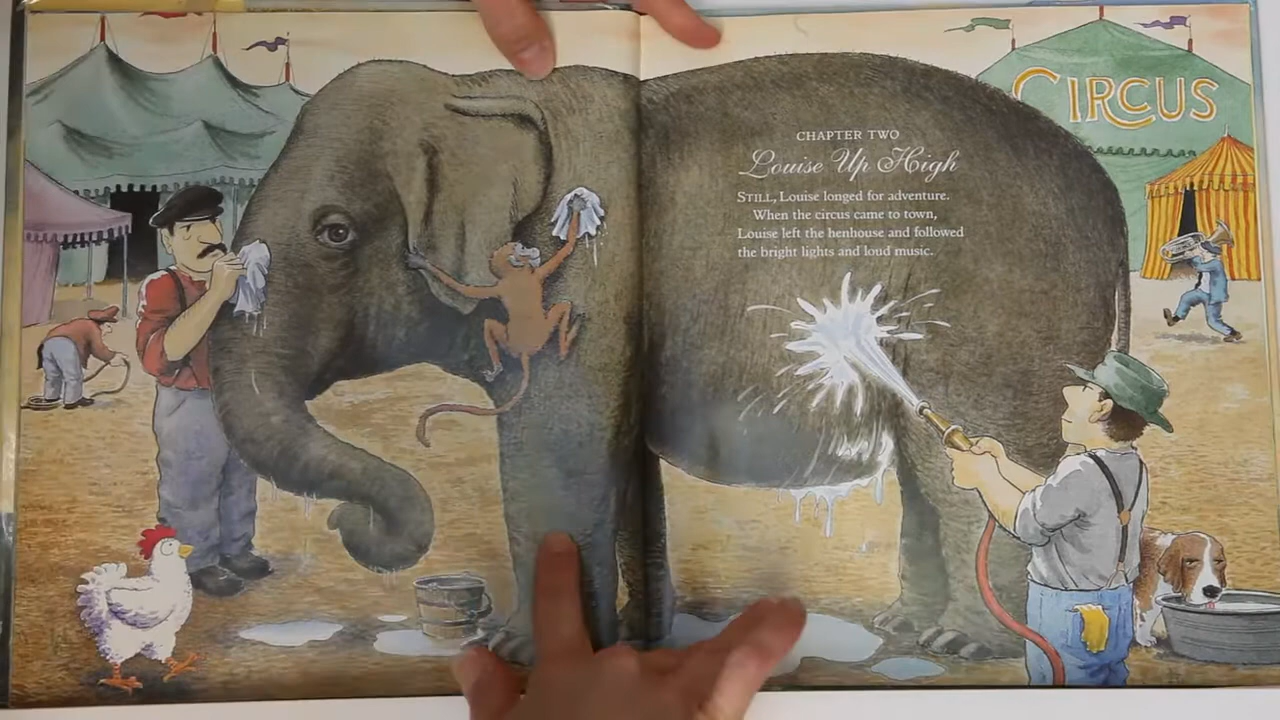 CIRCUS
CHAPTER TWO
Louise Up High
STILL, Louise longed for adventure.
When the circus came to town,
Louise left the henhouse and followed
the bright lights and loud music.